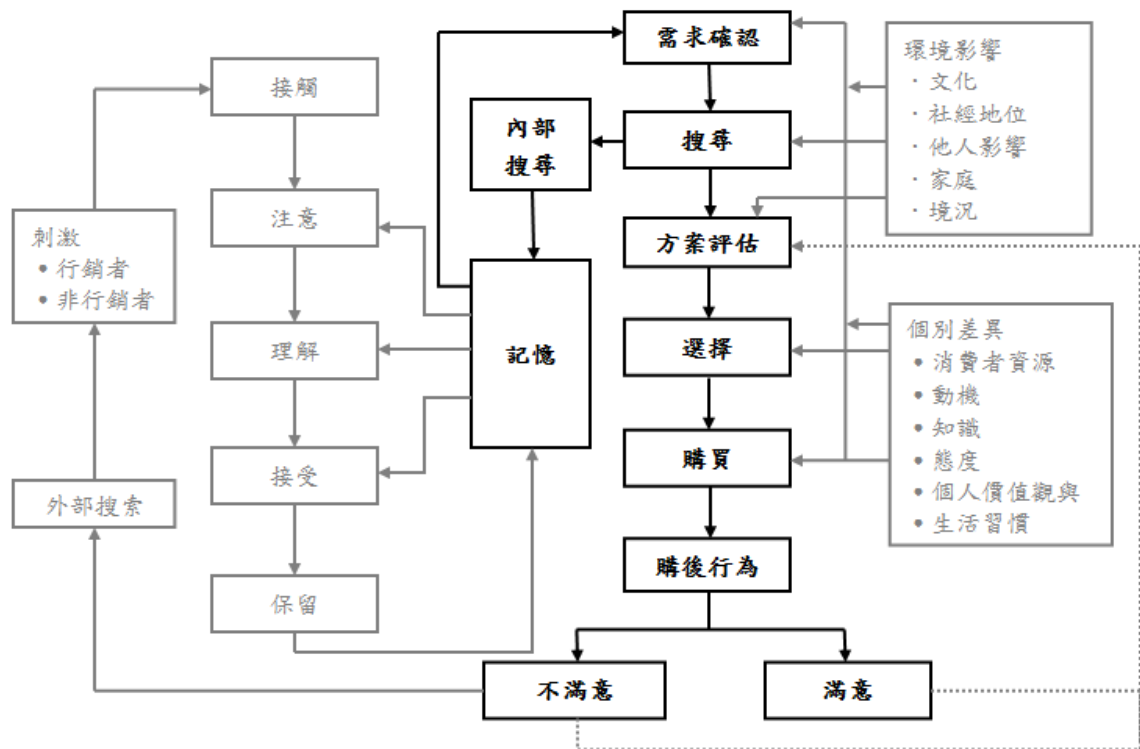 需求確認
環境影響
·文化
·社經地位
·他人影響
·家庭
·境況
接觸
內部
搜尋
搜尋
注意
刺激
•行銷者
•非行銷者
方案評估
理解
記憶
選擇
個別差異
•消費者資源
•動機
•知識
•態度
•個人價值觀與
•生活習慣
接受
購買
外部搜索
保留
購後行為
不滿意
滿意